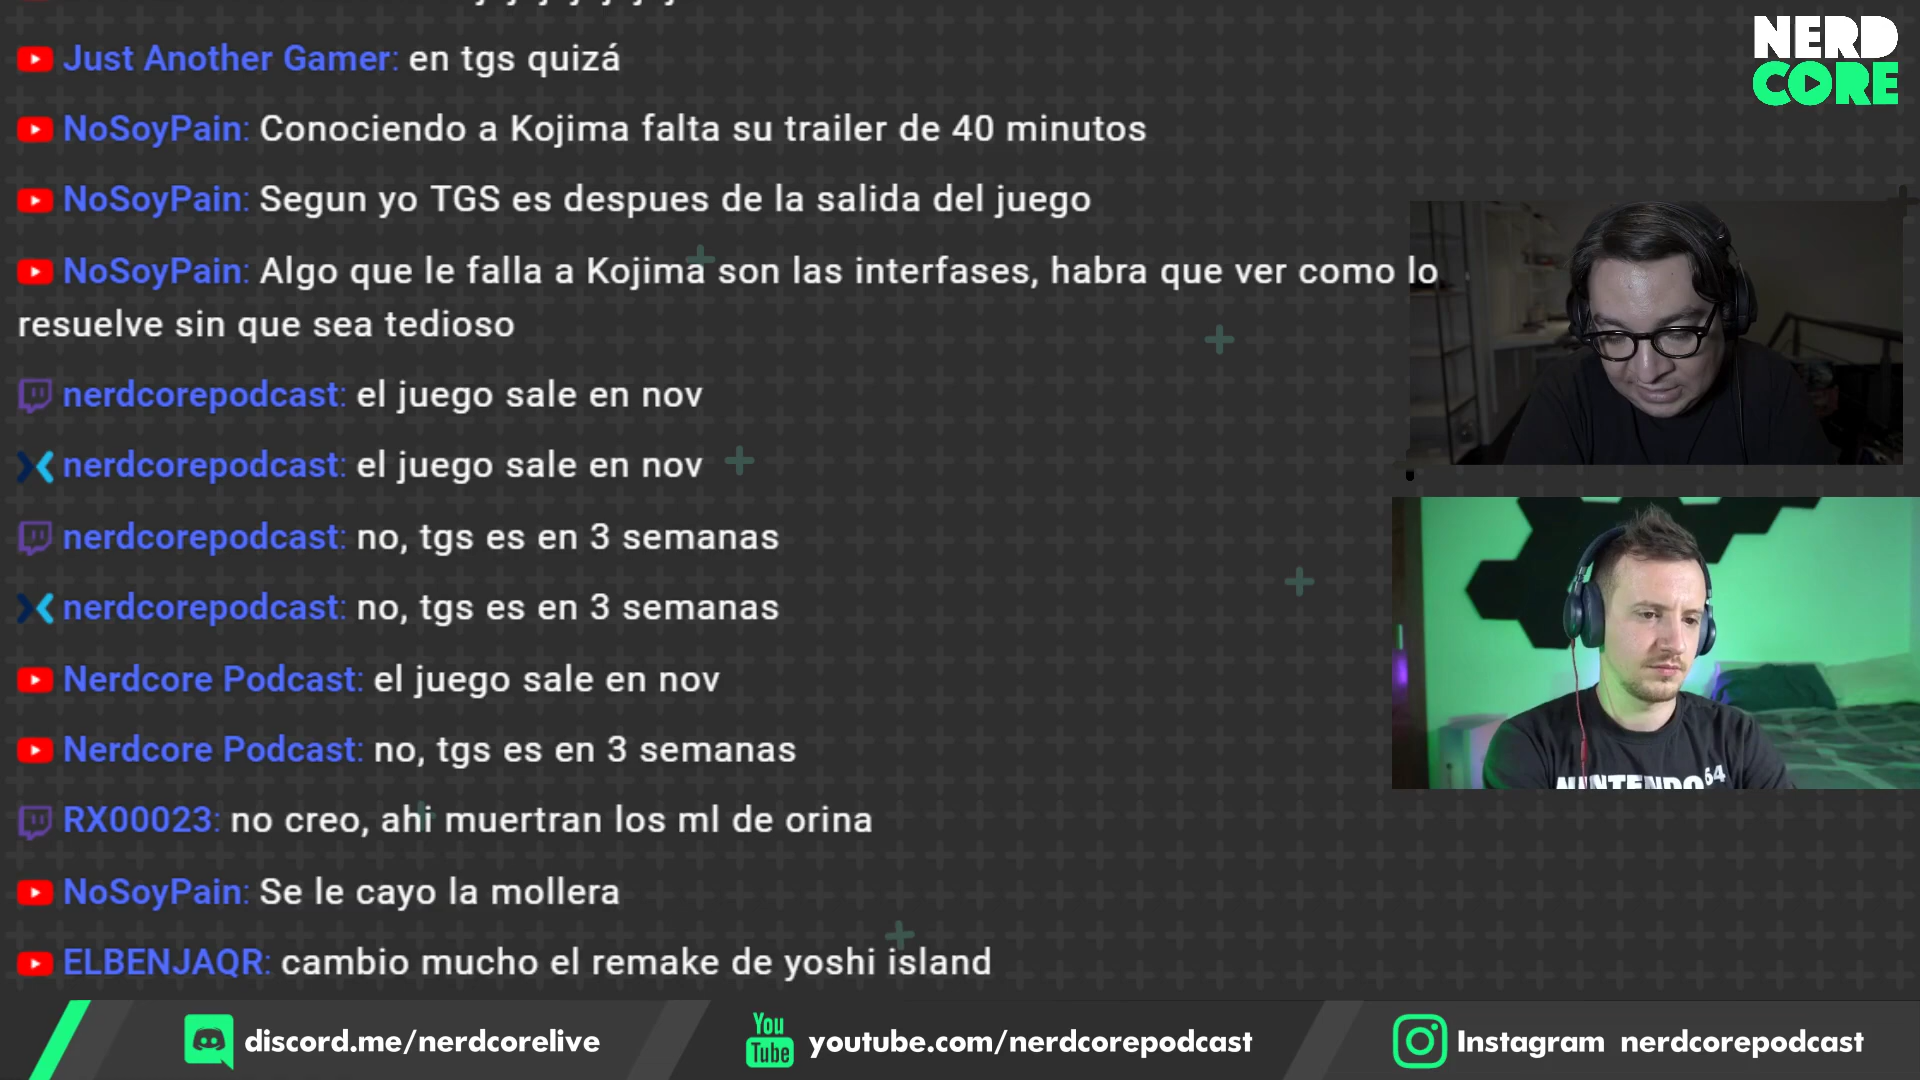 Just Another Gamer: en tgs quizá
NoSoyPain: Conociendo a Kojima falta su trailer de 40 minutos
NoSoyPain: Segun yo TGS es despues de la salida del juego
NoSoyPain: Algo que le falla a Kojima son las interfases, habra que ver como lo
resuelve sin que sea tedioso
nerdcorepodcast: el juego sale en nov
nerdcorepodcast: el juego sale en nov
nerdcorepodcast: no, tgs es en 3 semanas
nerdcorepodcast: no, tgs es en 3 semanas
Nerdcore Podcast: el juego sale en nov
Nerdcore Podcast: no, tgs es en 3 semanas
RX00023: no creo, ahi muertran los ml de orina
NoSoyPain: Se le cayo la mollera
ELBENJAQR: cambio mucho el remake de yoshi island
NERD
CORE
NINTENDO 64
discord.me/nerdcorelive
You
Tube
youtube.com/nerdcorepodcast
Instagram nerdcorepodcast